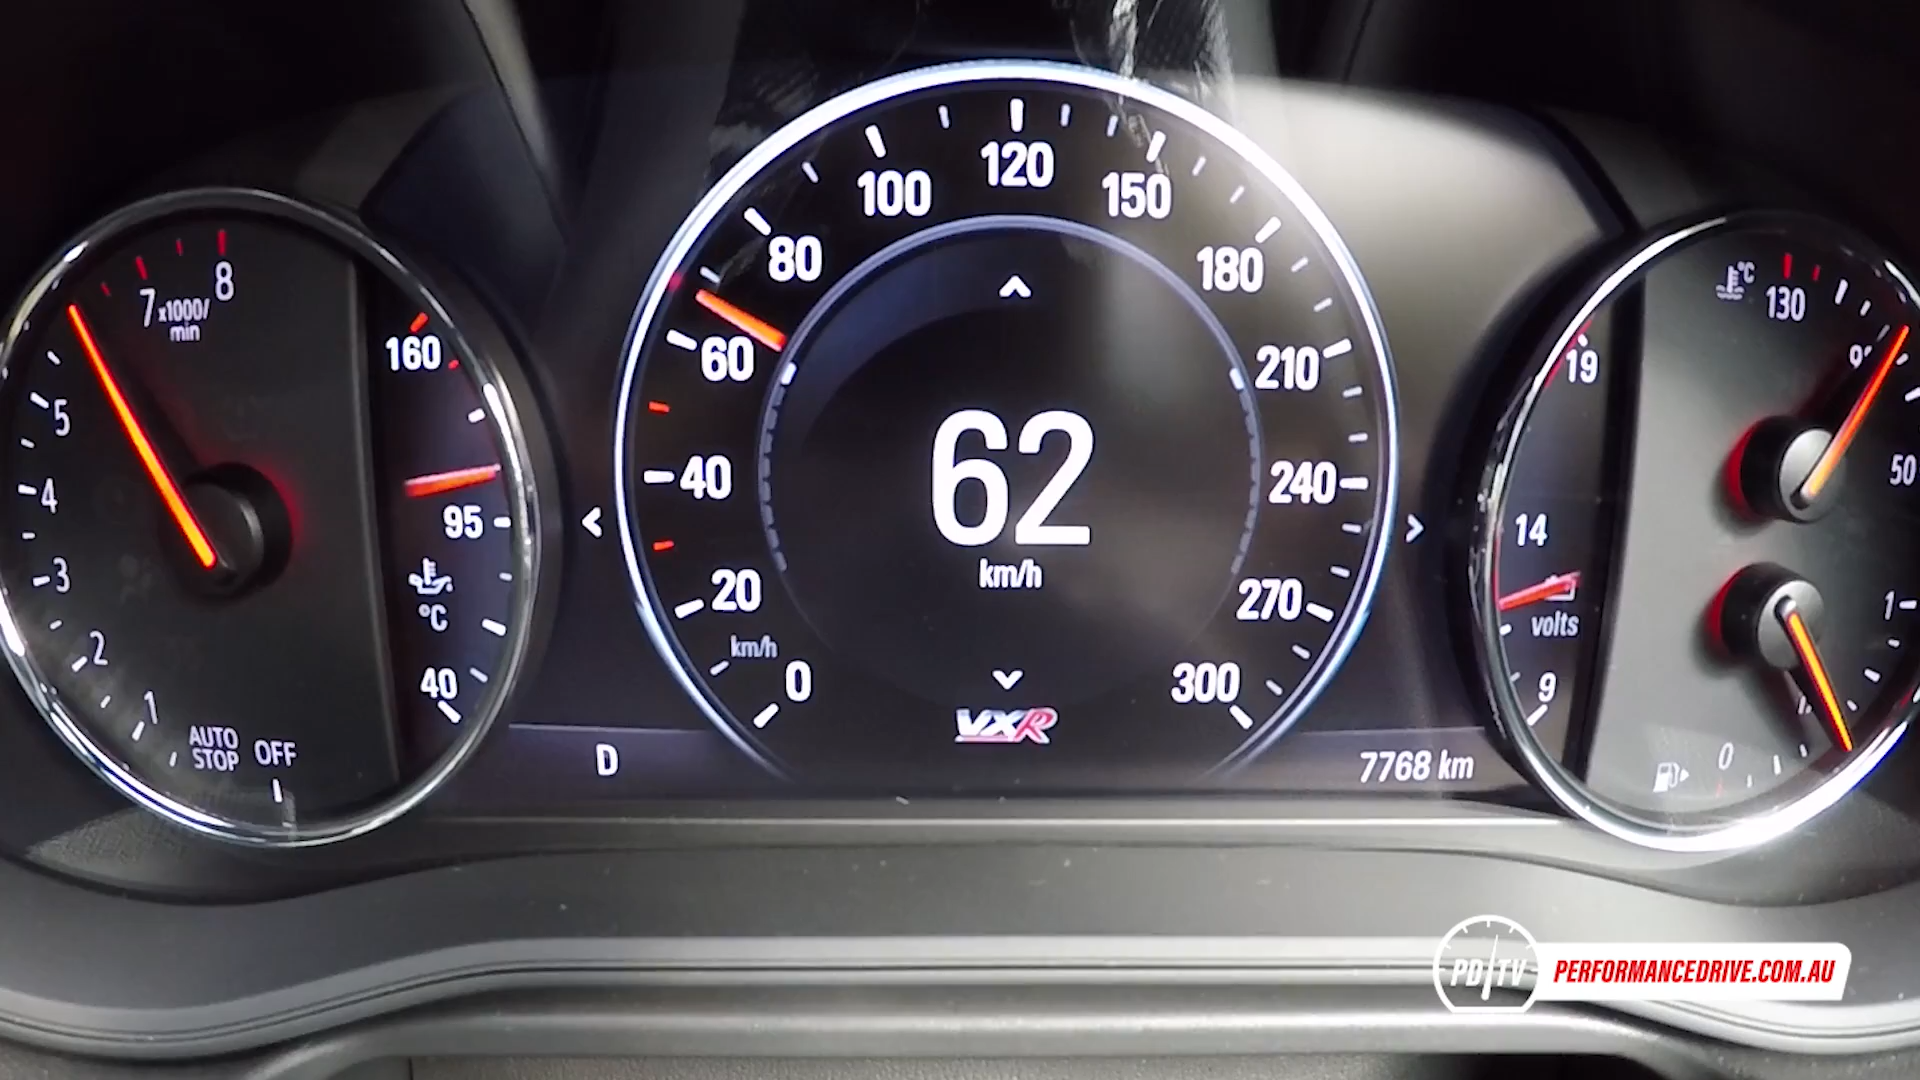 8
7
x1000/
min
5
4
3
2
1
AUTO
STOP
OFF
160
95
°C
40
120
100
150
80
180
60
210
62
40
240
km/h
20
270
km/h
0
300
VXR
D
7768 km
°C
130
19
50
14
volts
1
9
0
PD TV
PERFORMANCEDRIVE.COM.AU